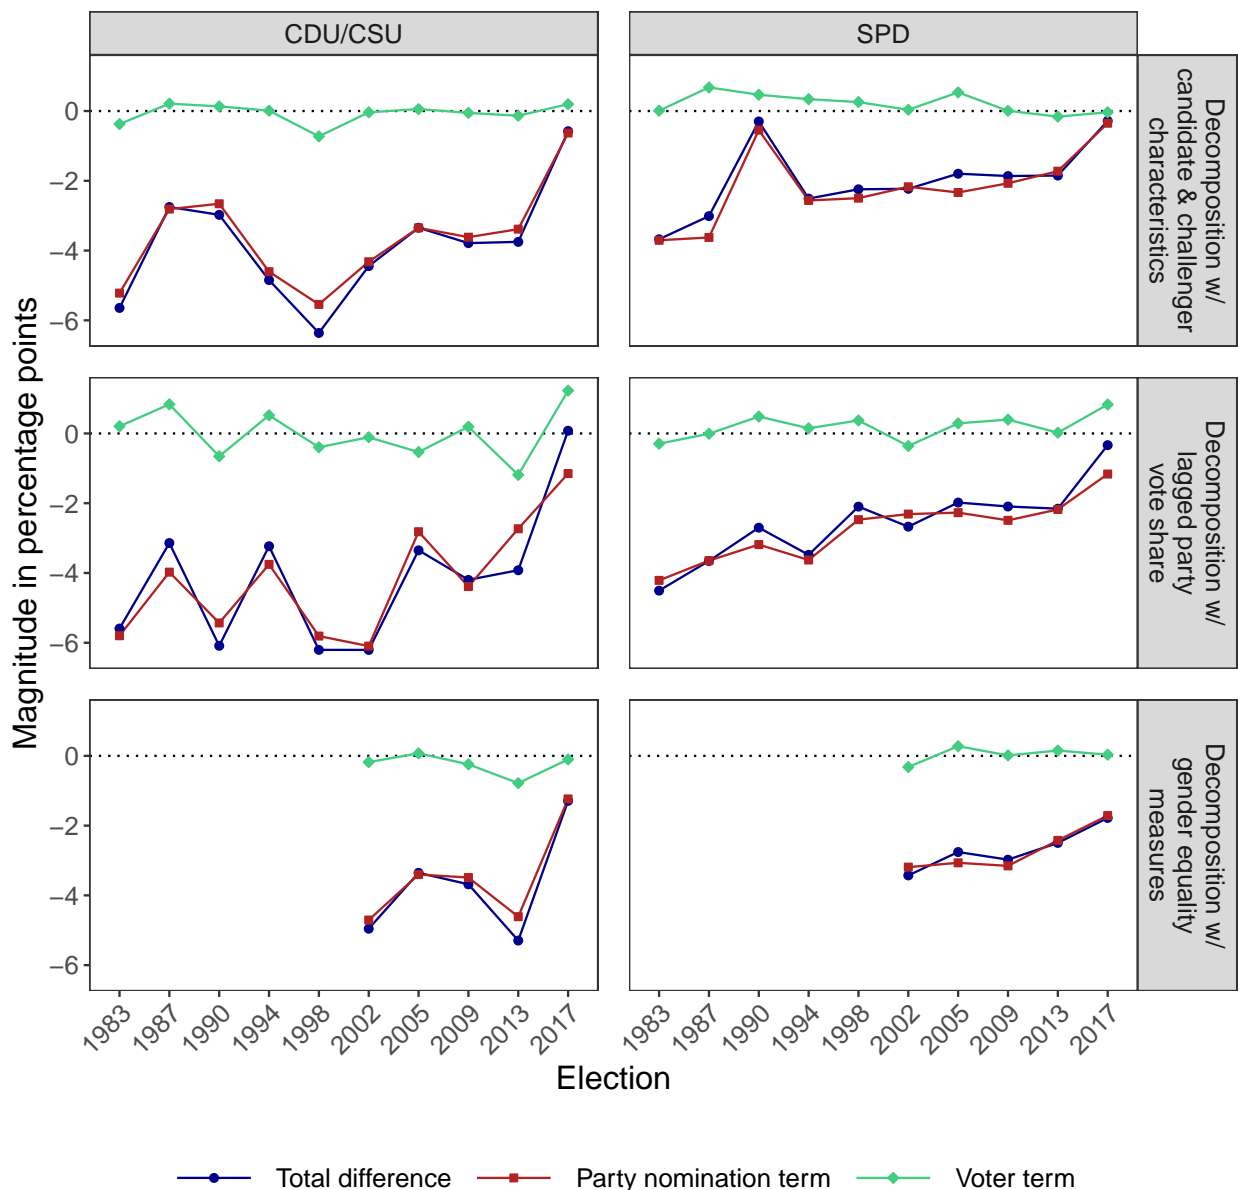 CDU/CSU
SPD
0
−2
−4
−6
Decomposition w/
candidate & challenger
characteristics
0
−2
−4
−6
Decomposition w/
lagged party
vote share
0
−2
−4
−6
Decomposition w/
gender equality
measures
Magnitude in percentage points
1983 1987 1990 1994 1998 2002 2005 2009 2013 2017
1983 1987 1990 1994 1998 2002 2005 2009 2013 2017
Election
Total difference Party nomination term Voter term